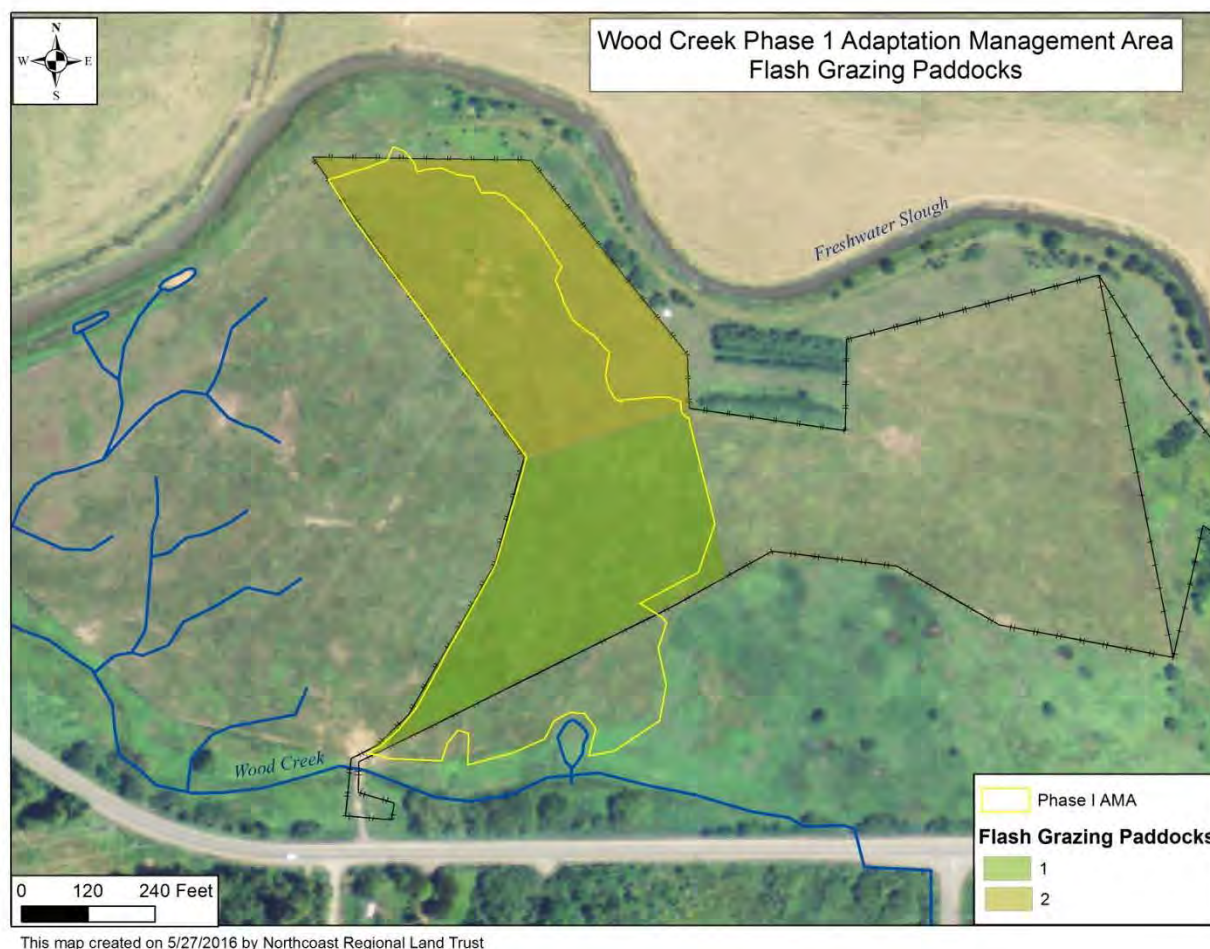 N
W E
S
Wood Creek Phase 1 Adaptation Management Area
Flash Grazing Paddocks
Freshwater Slough
Wood Creek
Phase I AMA
Flash Grazing Paddocks
1
2
0 120 240 Feet
This map created on 5/27/2016 by Northcoast Regional Land Trust